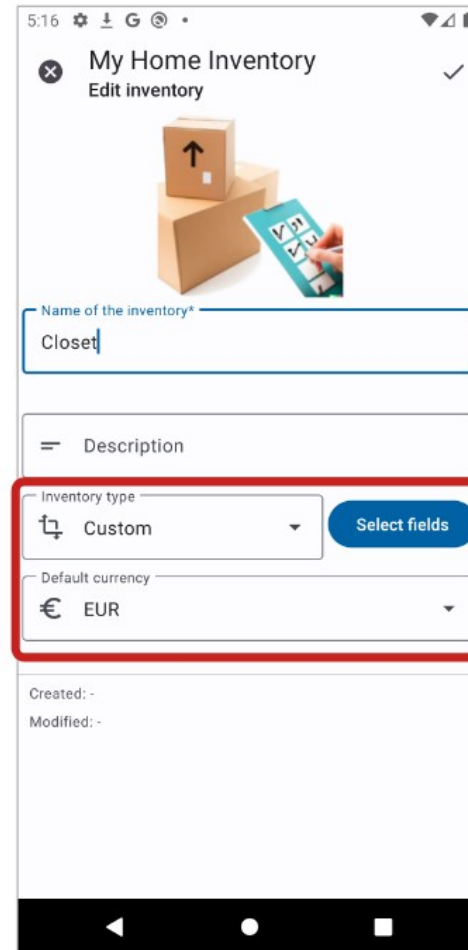 5:16
My Home Inventory
Edit inventory
Name of the inventory*
Closet
Description
Inventory type
Custom
Select fields
Default currency
€ EUR
Created: -
Modified: -